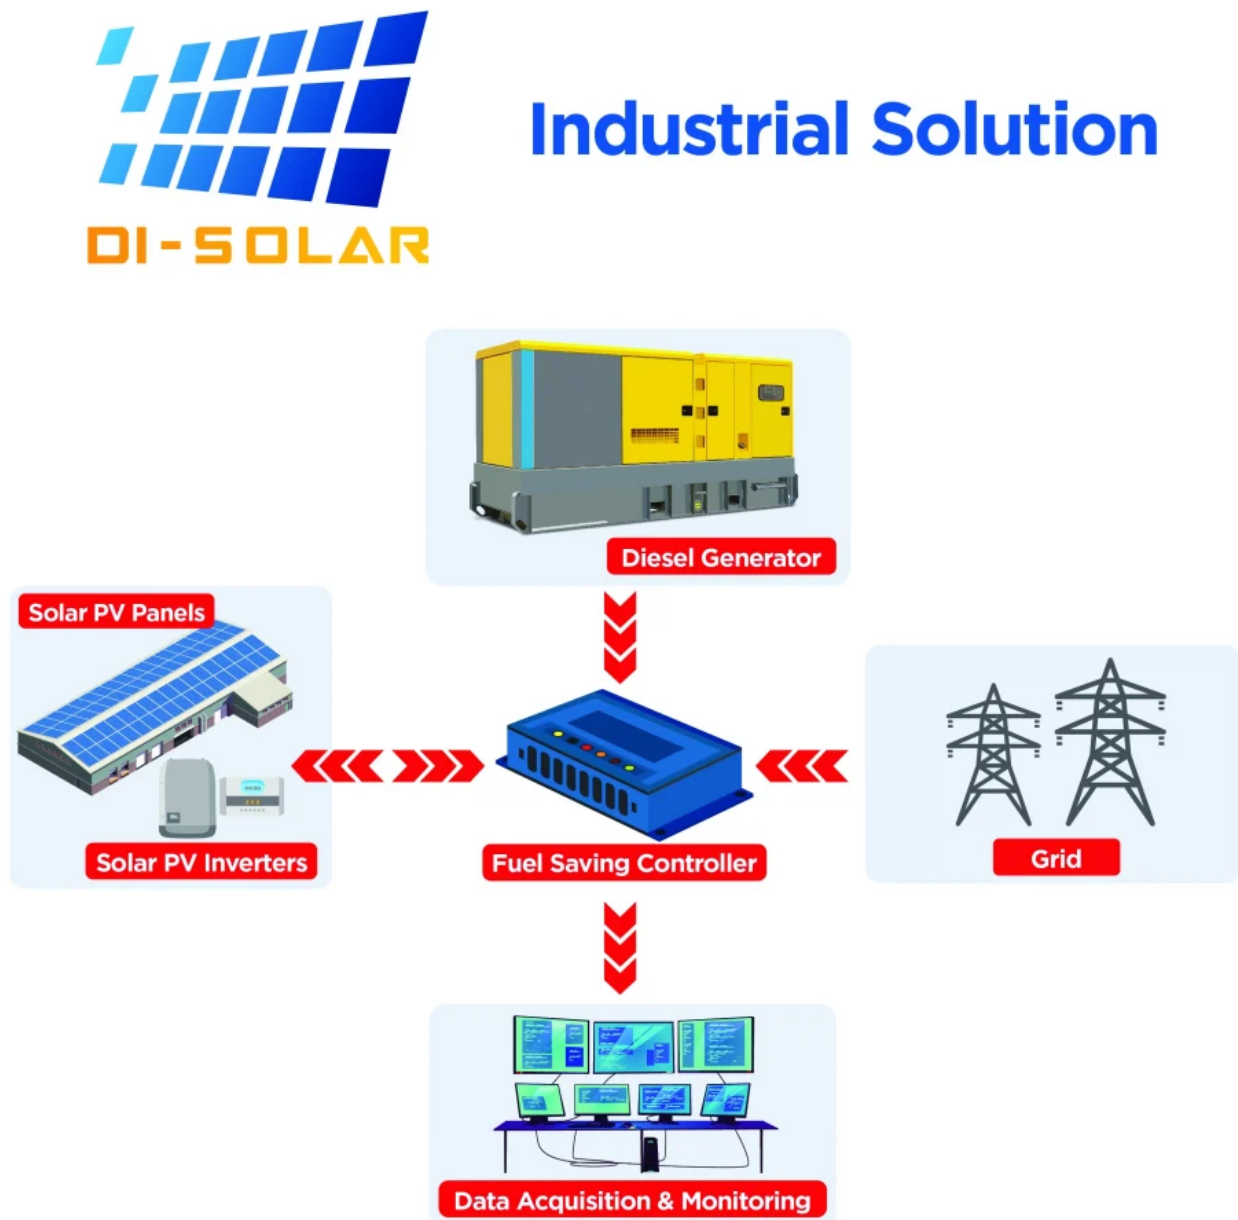 DI-SOLAR
Industrial Solution
Diesel Generator
Solar PV Panels
Solar PV Inverters
Fuel Saving Controller
Grid
Data Acquisition & Monitoring